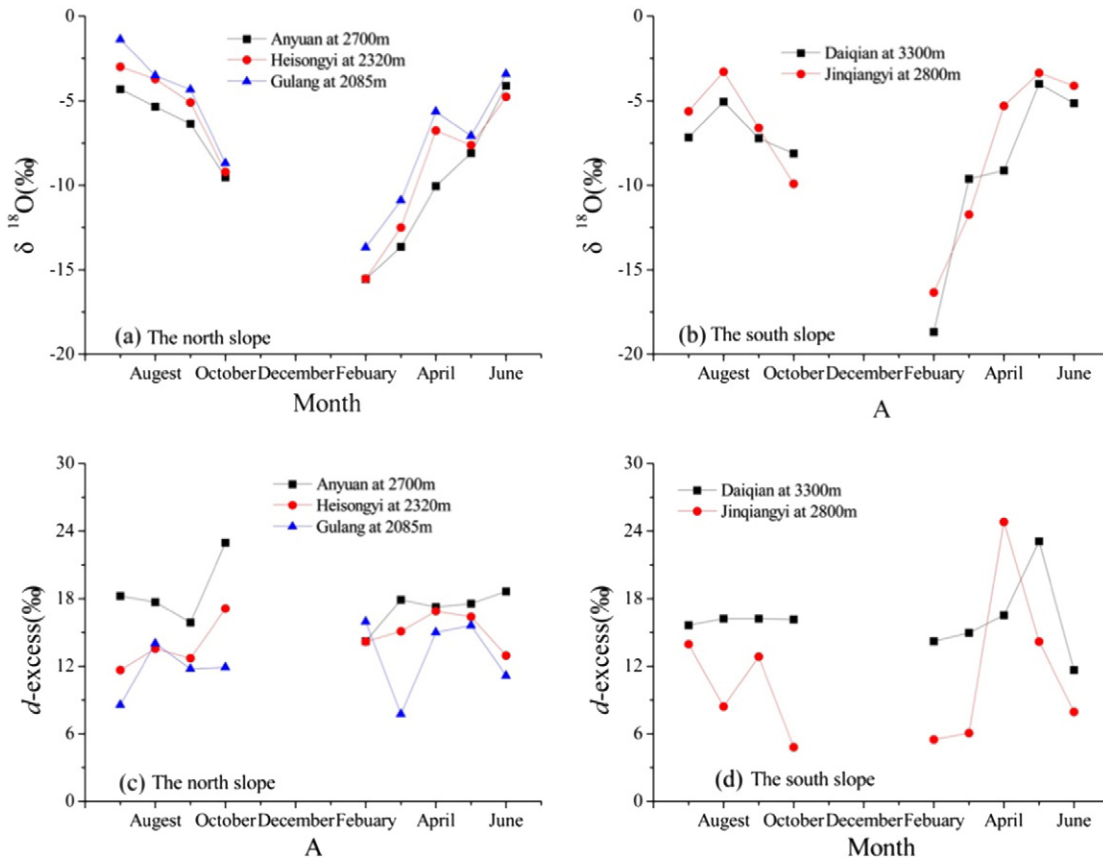 0
-5
-10
-15
-20
δ ¹⁸O(‰)
Anyuan at 2700m
Heisongyi at 2320m
Gulang at 2085m
(a) The north slope
Augest October December Febuary April June
Month
0
-5
-10
-15
-20
δ ¹⁸O(‰)
Daiqian at 3300m
Jinqiangyi at 2800m
(b) The south slope
Augest October December Febuary April June
A
30
24
18
12
6
0
d-excess(‰)
Anyuan at 2700m
Heisongyi at 2320m
Gulang at 2085m
(c) The north slope
Augest October December Febuary April June
A
30
24
18
12
6
0
d-excess(‰)
Daiqian at 3300m
Jinqiangyi at 2800m
(d) The south slope
Augest October December Febuary April June
Month